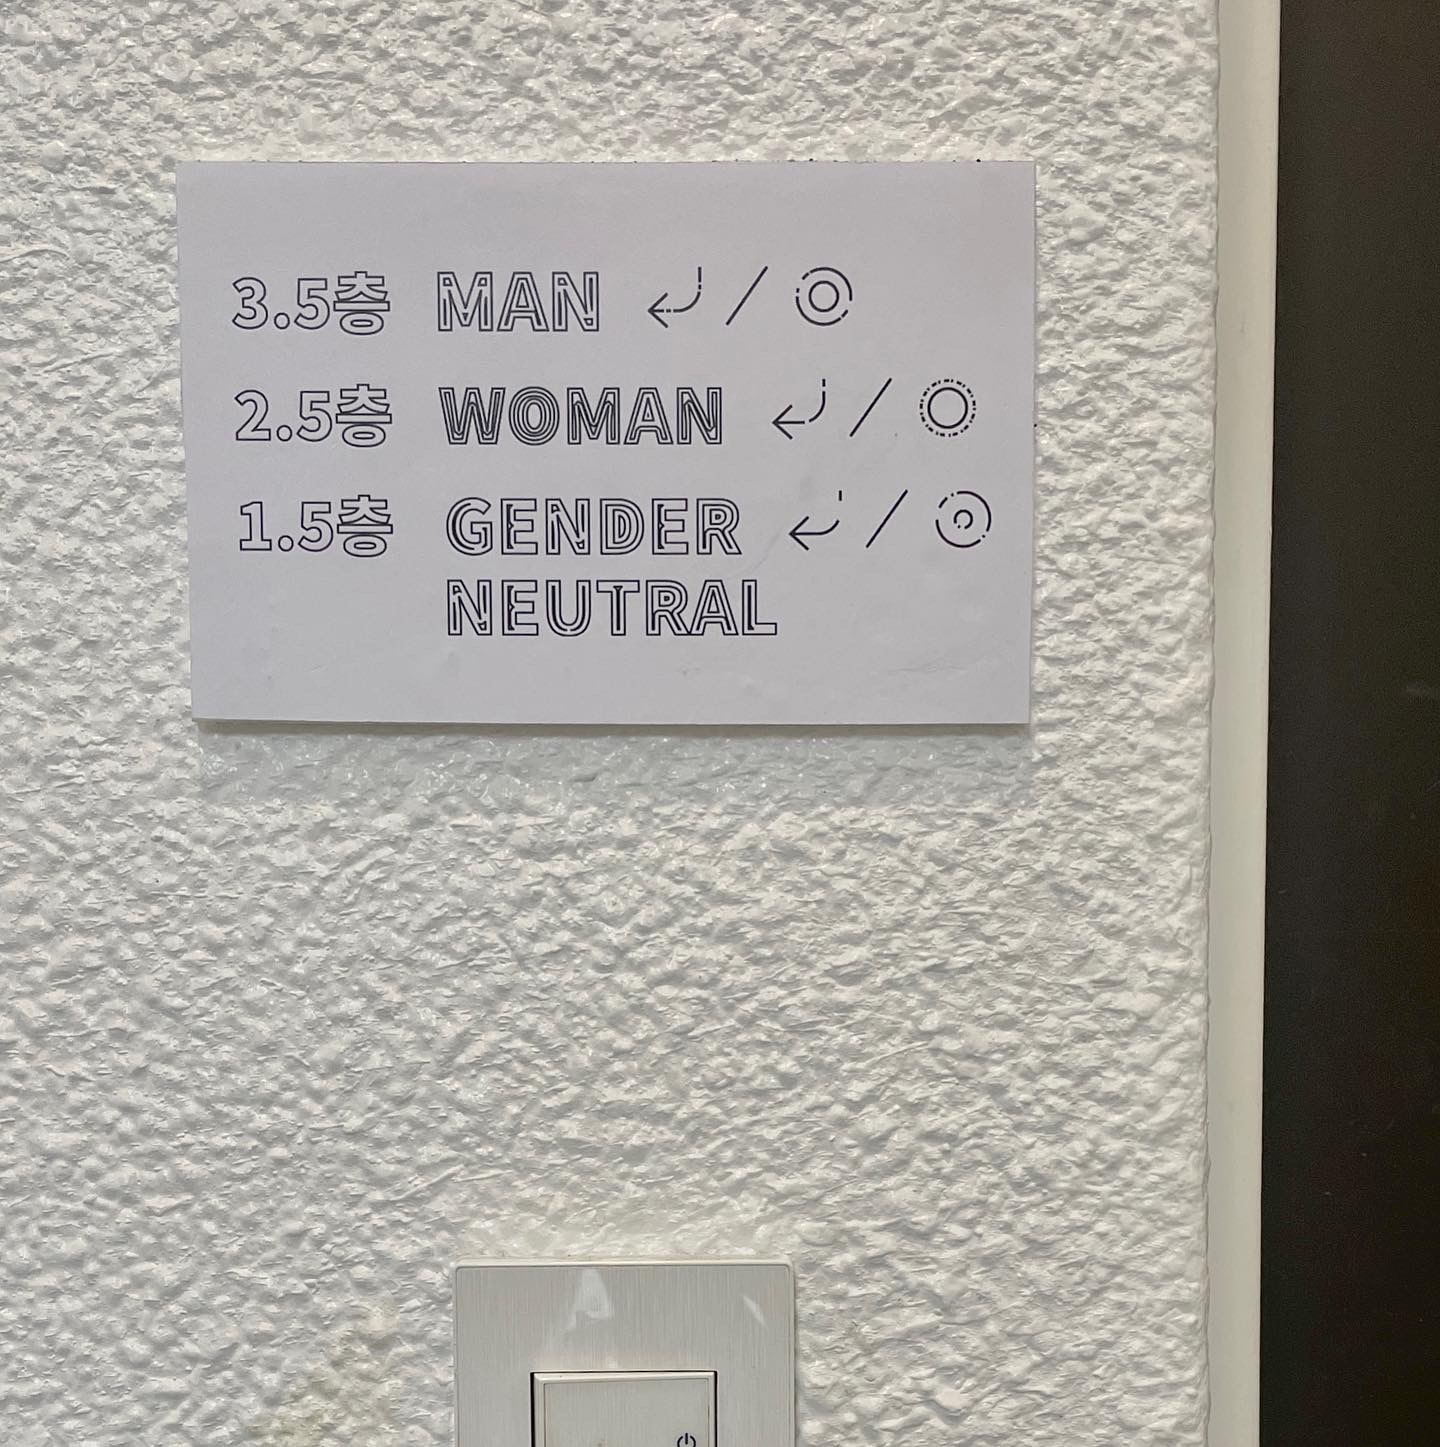 3.5층 MAN ↲ / ◎
2.5층 WOMAN ↲ / ◎
1.5층 GENDER ↲ / ◎
NEUTRAL